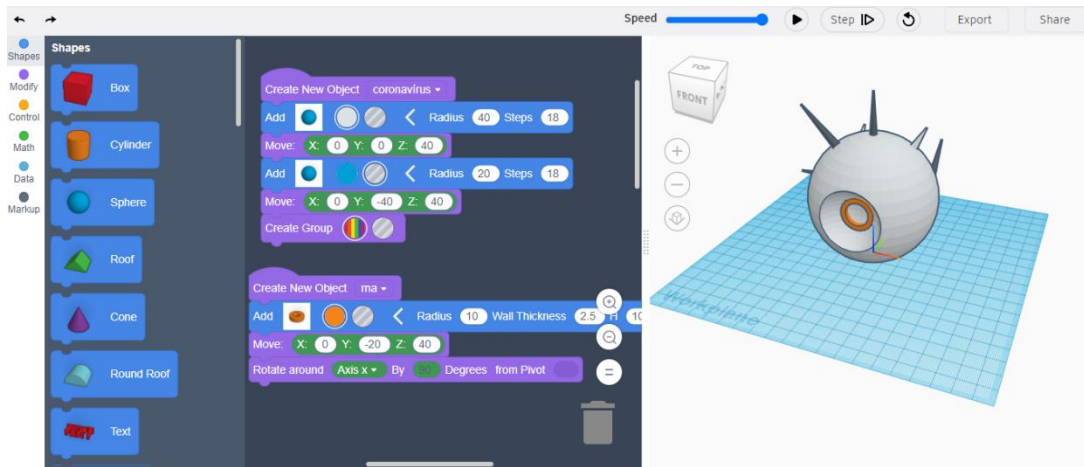 Speed Step Export Share
Shapes
Modify
Control
Math
Data
Markup
Shapes
Box
Cylinder
Sphere
Roof
Cone
Round Roof
Text
Create New Object coronavírus
Add Radius 40 Steps 18
Move: X: 0 Y: 0 Z: 40
Add Radius 20 Steps 18
Move: X: 0 Y: -40 Z: 40
Create Group
Create New Object ma
Add Radius 10 Wall Thickness 2.5 H 10
Move: X: 0 Y: -20 Z: 40
Rotate around Axis x By 90 Degrees from Pivot
TOP
FRONT
Workplane